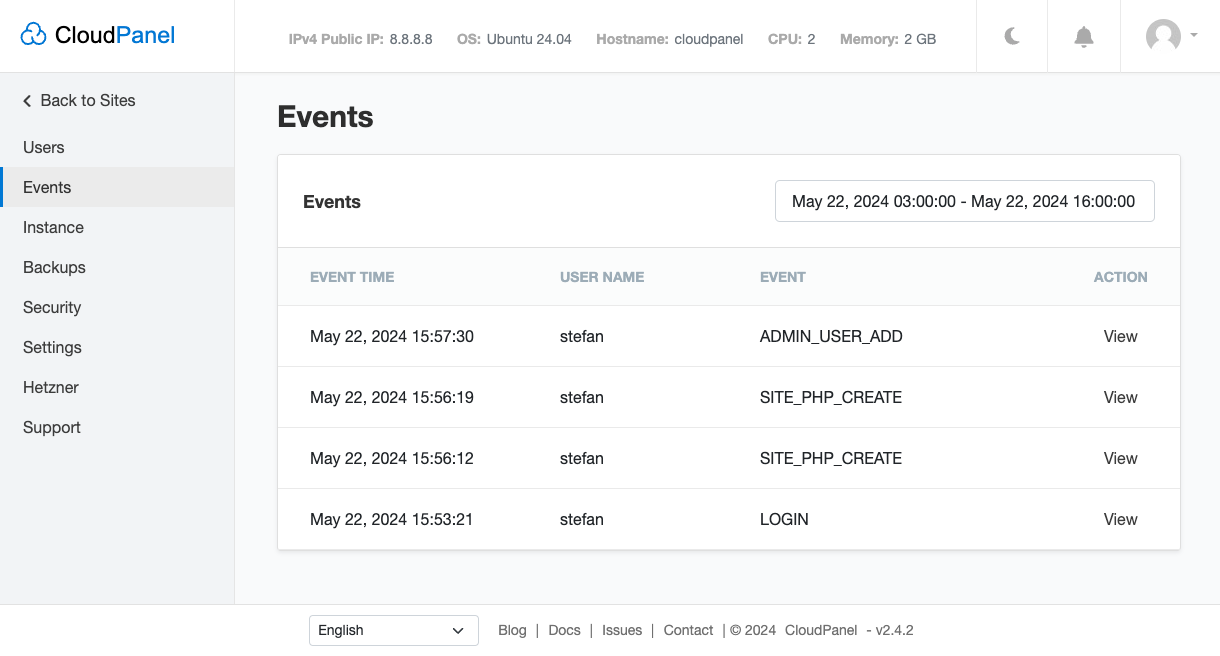 CloudPanel
IPv4 Public IP: 8.8.8.8 OS: Ubuntu 24.04 Hostname: cloudpanel CPU: 2 Memory: 2 GB
Back to Sites
Users
Events
Instance
Backups
Security
Settings
Hetzner
Support
Events
Events
May 22, 2024 03:00:00 - May 22, 2024 16:00:00
EVENT TIME USER NAME EVENT ACTION
May 22, 2024 15:57:30 stefan ADMIN_USER_ADD View
May 22, 2024 15:56:19 stefan SITE_PHP_CREATE View
May 22, 2024 15:56:12 stefan SITE_PHP_CREATE View
May 22, 2024 15:53:21 stefan LOGIN View
English
Blog | Docs | Issues | Contact | © 2024 CloudPanel - v2.4.2